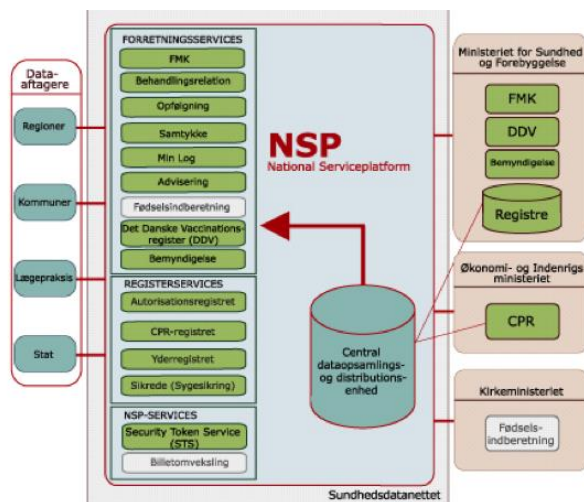 Data-
aftagere
Regioner
Kommuner
Lægepraksis
Stat
FORRETNINGSSERVICES
FMK
Behandlingsrelation
Opfølgning
Samtykke
Min Log
Advisering
Fødselsindberetning
Det Danske Vaccinations-
register (DDV)
Bemyndigelse
REGISTERSERVICES
Autorisationsregistret
CPR-registret
Yderregistret
Sikrede (Sygesikring)
NSP-SERVICES
Security Token Service
(STS)
Billetomveksling
NSP
National Serviceplatform
Central
dataopsamlings-
og distributions-
enhed
Sundhedsdatanettet
Ministeriet for Sundhed
og Forebyggelse
FMK
DDV
Bemyndigelse
Registre
Økonomi- og Indenrigs
ministeriet
CPR
Kirkeministeriet
Fødsels-
indberetning